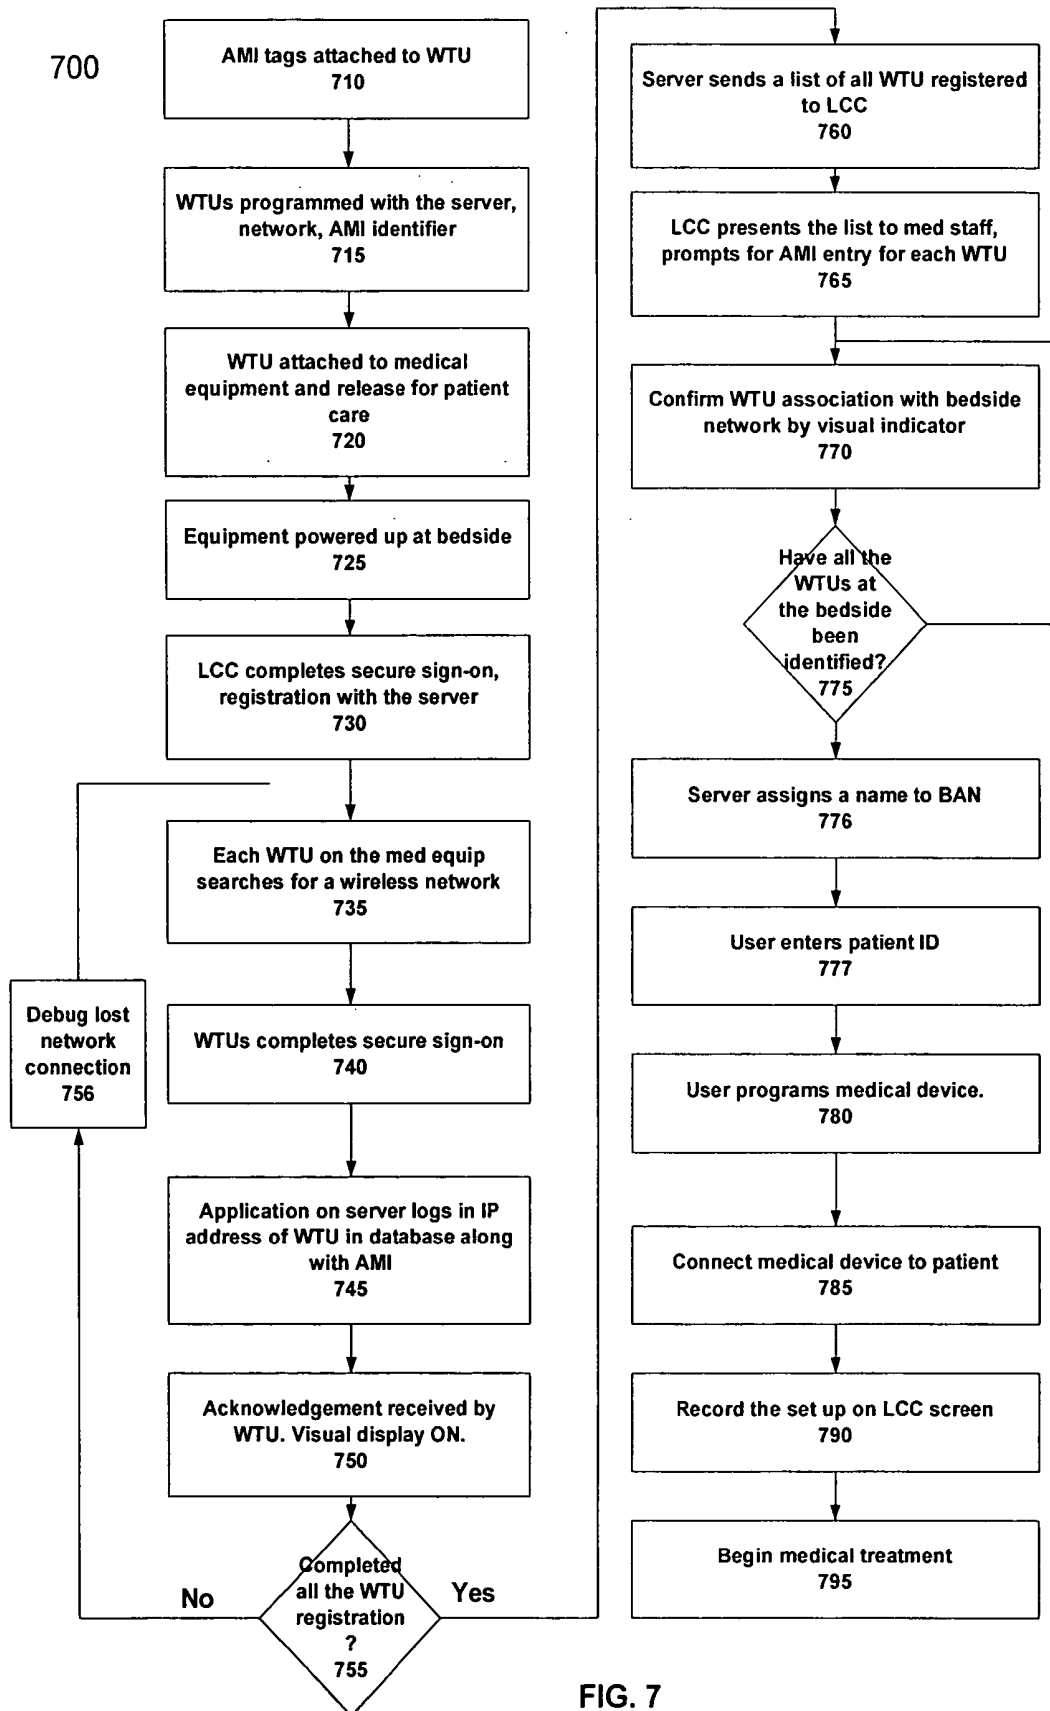 700
AMI tags attached to WTU
710
WTUs programmed with the server,
network, AMI identifier
715
WTU attached to medical
equipment and release for patient
care
720
Equipment powered up at bedside
725
LCC completes secure sign-on,
registration with the server
730
Each WTU on the med equip
searches for a wireless network
735
Debug lost
network
connection
756
WTUs completes secure sign-on
740
Application on server logs in IP
address of WTU in database along
with AMI
745
Acknowledgement received by
WTU. Visual display ON.
750
Completed
all the WTU
registration
?
755
No
Yes
Server sends a list of all WTU registered
to LCC
760
LCC presents the list to med staff,
prompts for AMI entry for each WTU
765
Confirm WTU association with bedside
network by visual indicator
770
Have all the
WTUs at
the bedside
been
identified?
775
Server assigns a name to BAN
776
User enters patient ID
777
User programs medical device.
780
Connect medical device to patient
785
Record the set up on LCC screen
790
Begin medical treatment
795
FIG. 7